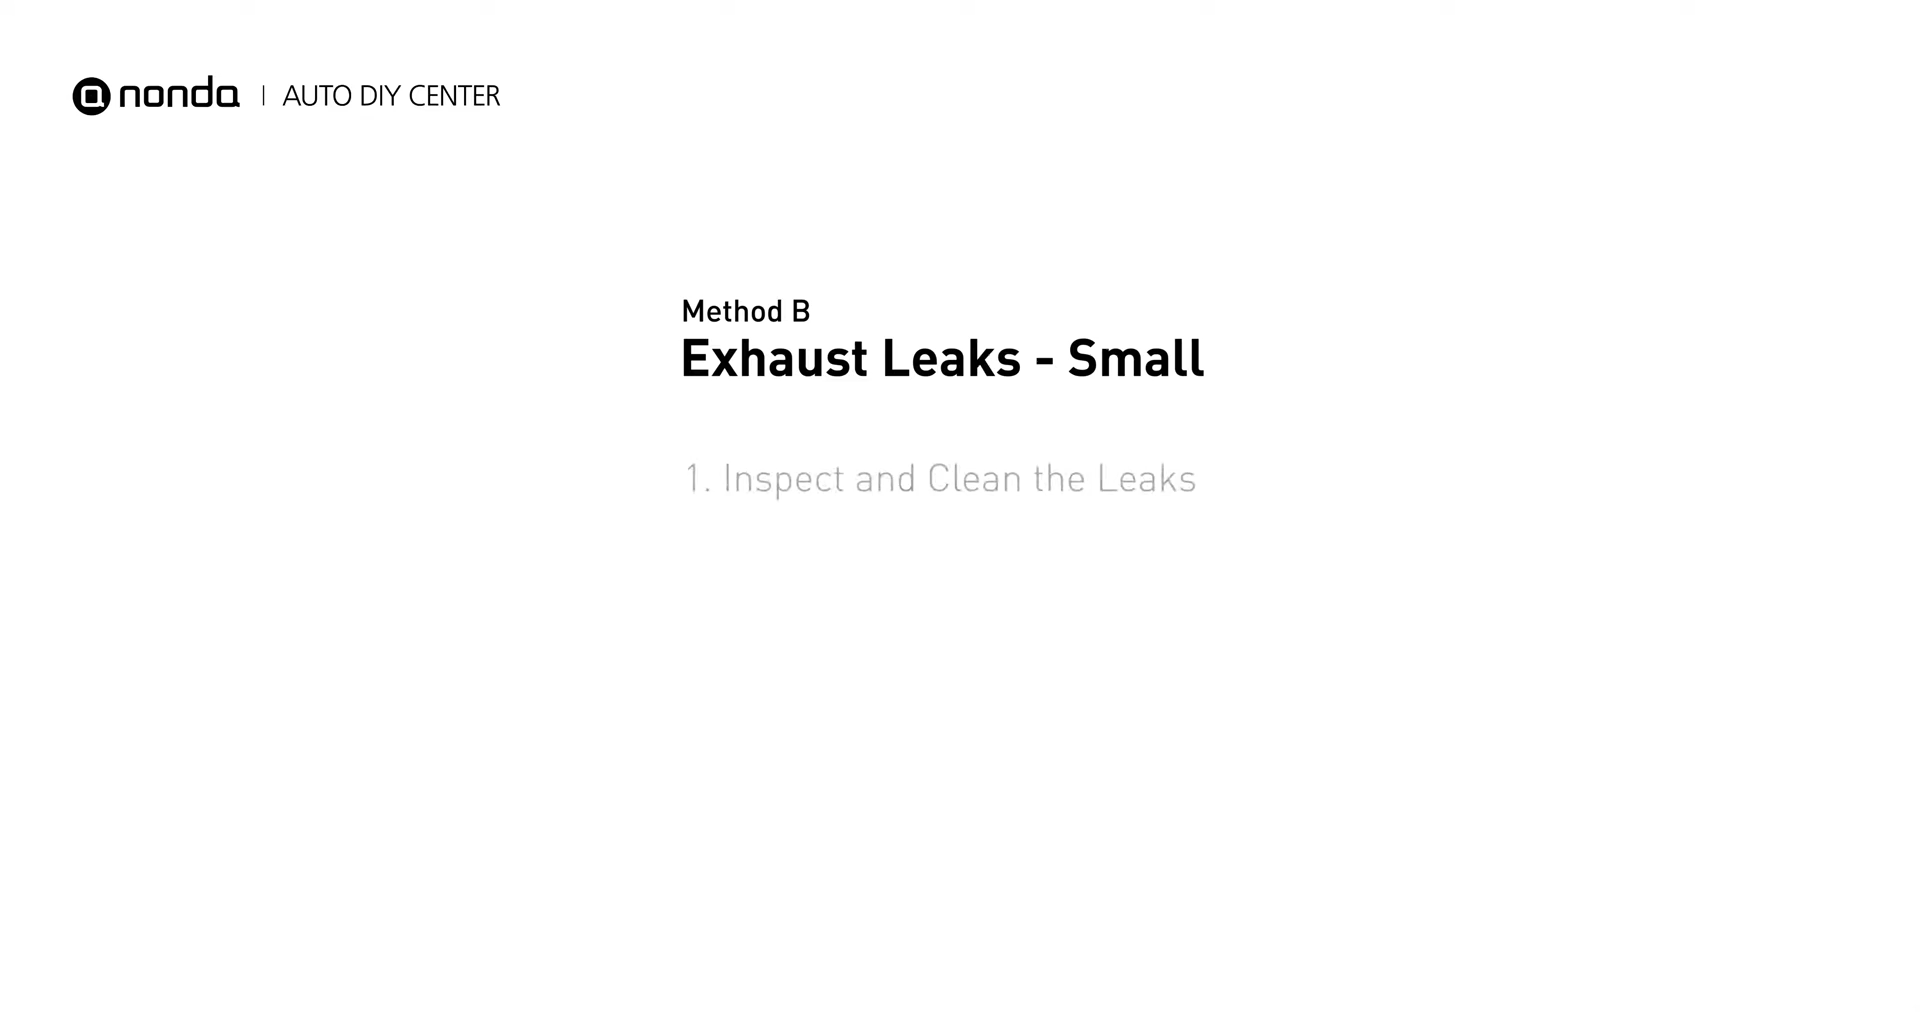 nonda | AUTO DIY CENTER
Method B
Exhaust Leaks - Small
1. Inspect and Clean the Leaks